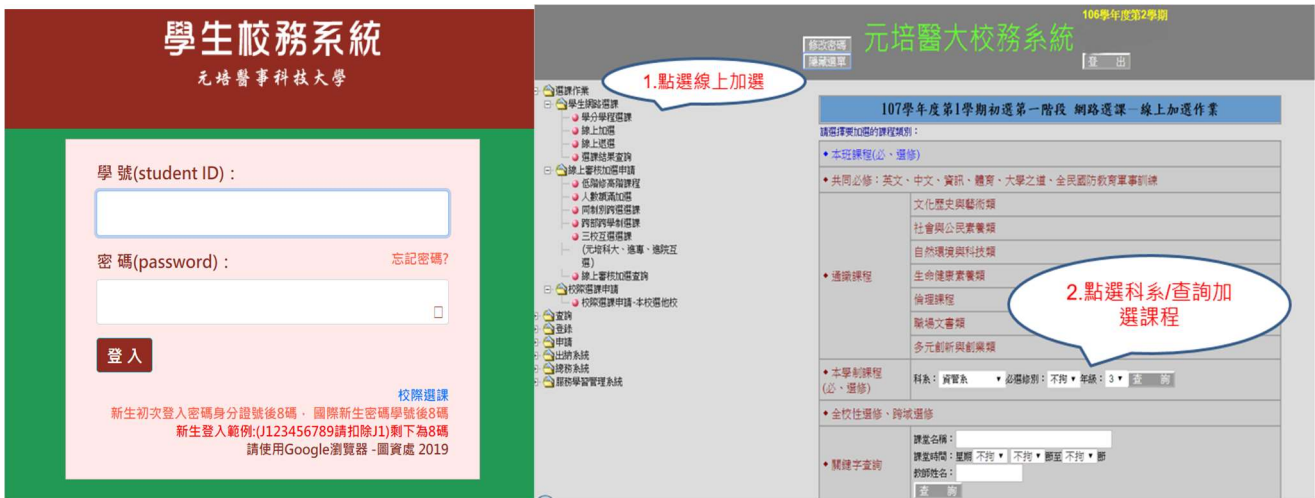 學生校務系統
元培醫事科技大學
學 號(student ID)：
密 碼(password)：
忘記密碼?
登 入
校際選課
新生初次登入密碼身分證號後8碼， 國際新生密碼學號後8碼
新生登入範例:(J123456789請扣除J1)剩下為8碼
請使用Google瀏覽器 -圖資處 2019
106學年度第2學期
修改密碼
隱藏選單
元培醫大校務系統
登 出
1.點選線上加選
選課作業
學生網路選課
學分學程選課
線上加選
線上退選
選課結果查詢
線上審核加選申請
低階修高階課程
人數額滿加選
同制別跨選選課
跨部跨學制選課
三校互選選課
(元培科大、進專、進院互
選)
線上審核加選查詢
校際選課申請
校際選課申請-本校選他校
查詢
登錄
申請
出納系統
總務系統
服務學習管理系統
107學年度第1學期初選第一階段 網路選課－線上加選作業
請選擇要加選的課程類別：
◆本班課程(必、選修)
◆共同必修：英文、中文、資訊、體育、大學之道、全民國防教育軍事訓練
◆通識課程
文化歷史與藝術類
社會與公民素養類
自然環境與科技類
生命健康素養類
倫理課程
職場文書類
多元創新與創業類
2.點選科系/查詢加
選課程
◆本學制課程
(必、選修)
科系： 資管系 ▼ 必選修別： 不拘 ▼ 年級： 3 ▼ 查 詢
◆全校性選修、跨域選修
◆關鍵字查詢
課堂名稱：
課堂時間：星期 不拘 ▼ 不拘 ▼ 節至 不拘 ▼ 節
教師姓名：
查 詢